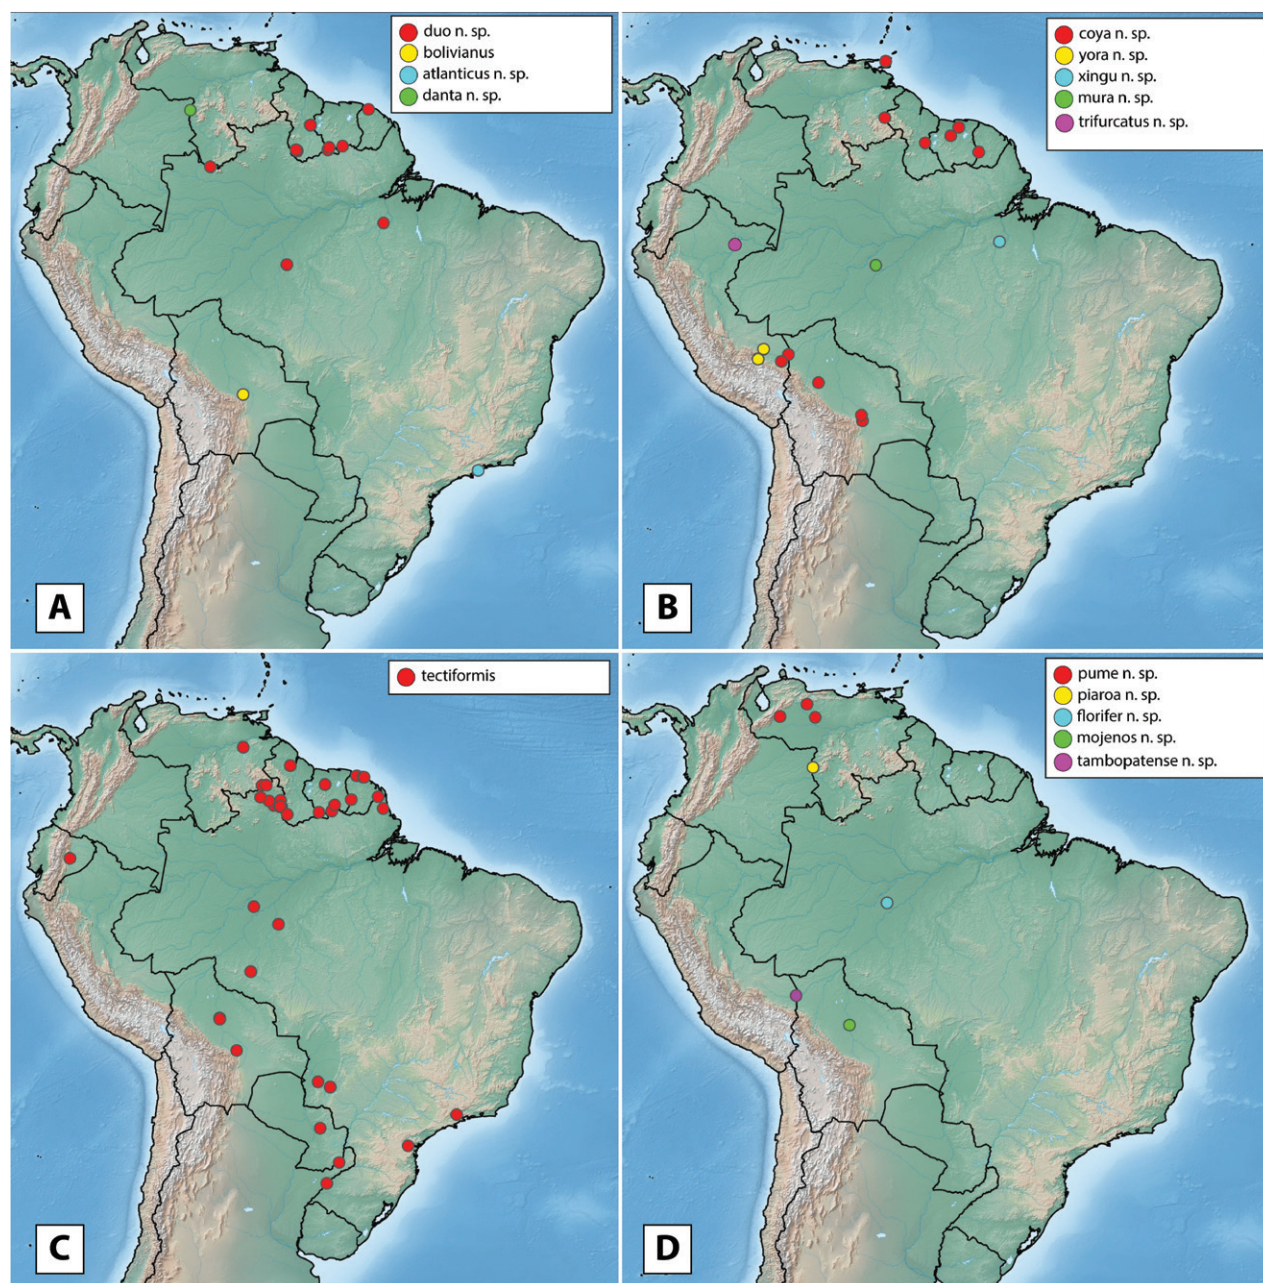 duo n. sp.
bolivianus
atlanticus n. sp.
danta n. sp.
A
coya n. sp.
yora n. sp.
xingu n. sp.
mura n. sp.
trifurcatus n. sp.
B
tectiformis
C
pume n. sp.
piaroa n. sp.
florifer n. sp.
mojenos n. sp.
tambopatense n. sp.
D